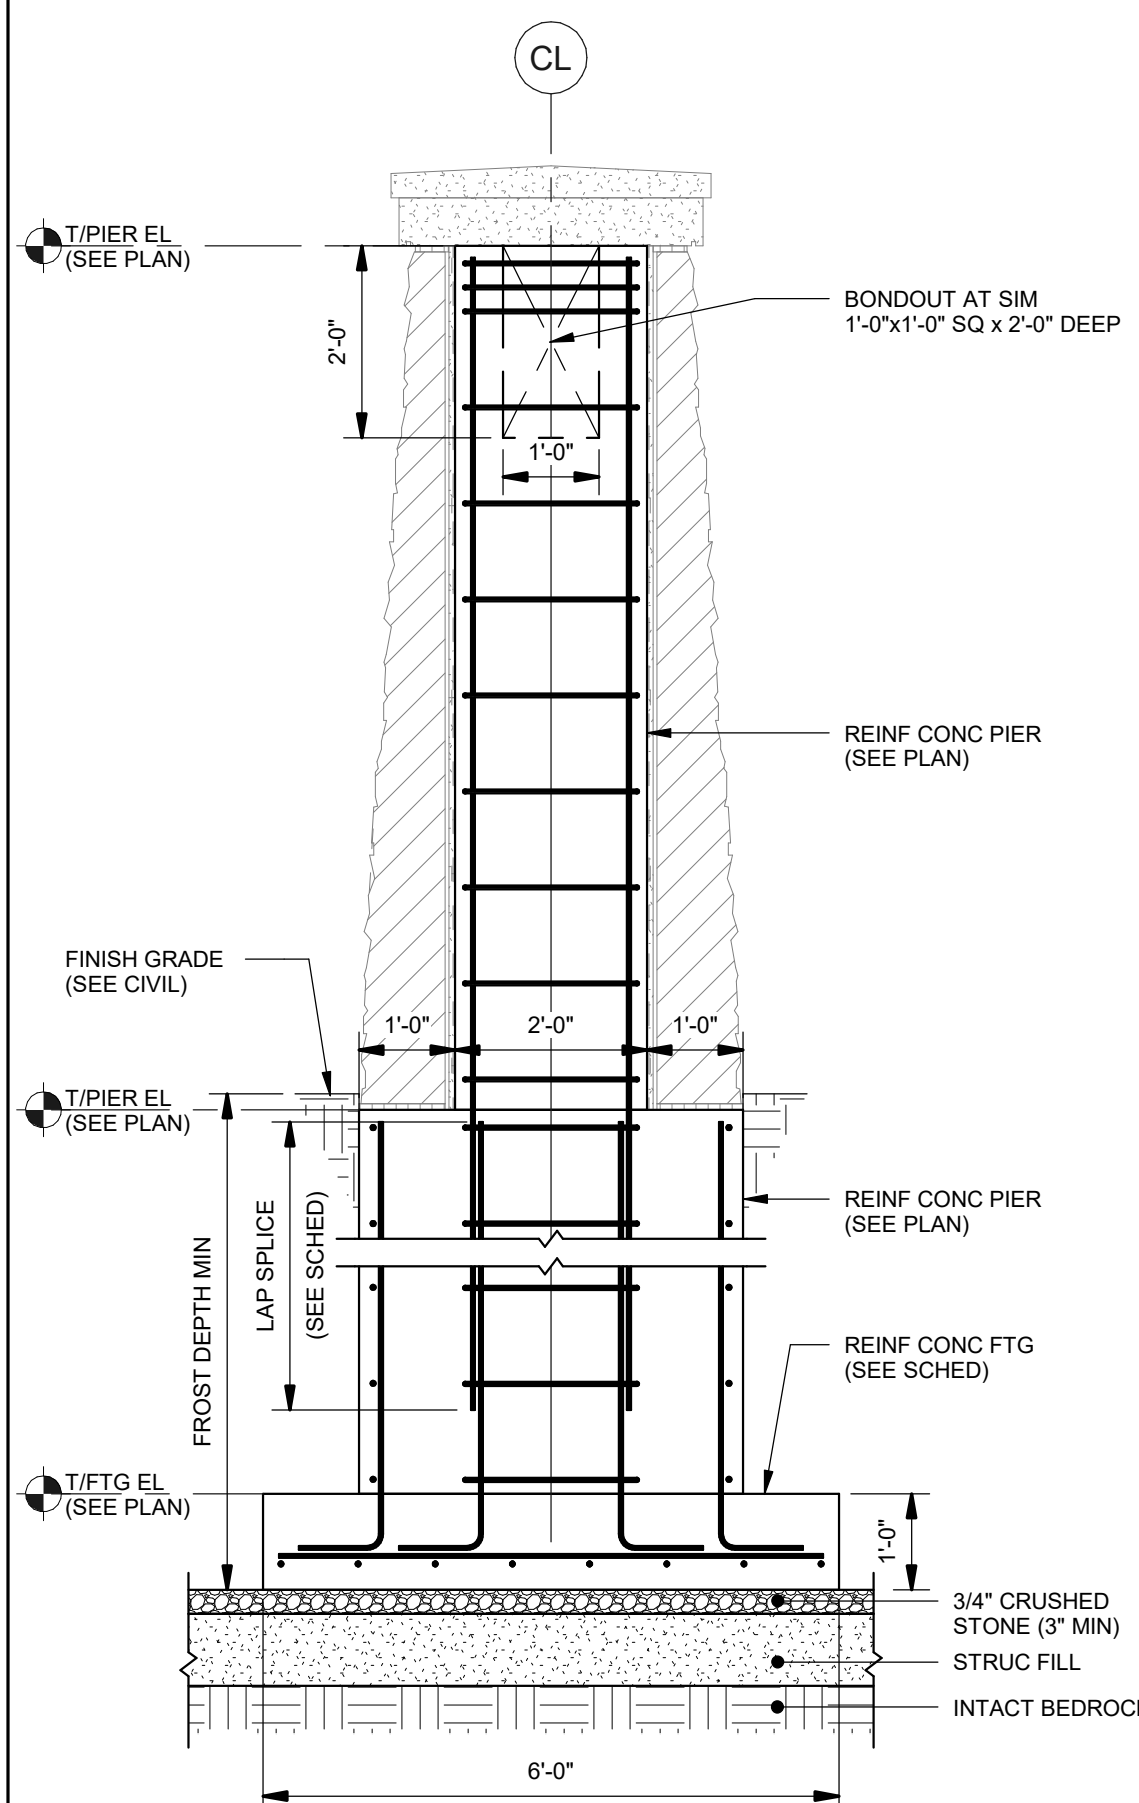 CL
T/PIER EL
(SEE PLAN)
2'-0"
BONDOUT AT SIM
1'-0"x1'-0" SQ x 2'-0" DEEP
1'-0"
REINF CONC PIER
(SEE PLAN)
FINISH GRADE
(SEE CIVIL)
1'-0"
2'-0"
1'-0"
T/PIER EL
(SEE PLAN)
FROST DEPTH MIN
LAP SPLICE
(SEE SCHED)
REINF CONC PIER
(SEE PLAN)
REINF CONC FTG
(SEE SCHED)
T/FTG EL
(SEE PLAN)
1'-0"
3/4" CRUSHED
STONE (3" MIN)
STRUC FILL
INTACT BEDROC
6'-0"